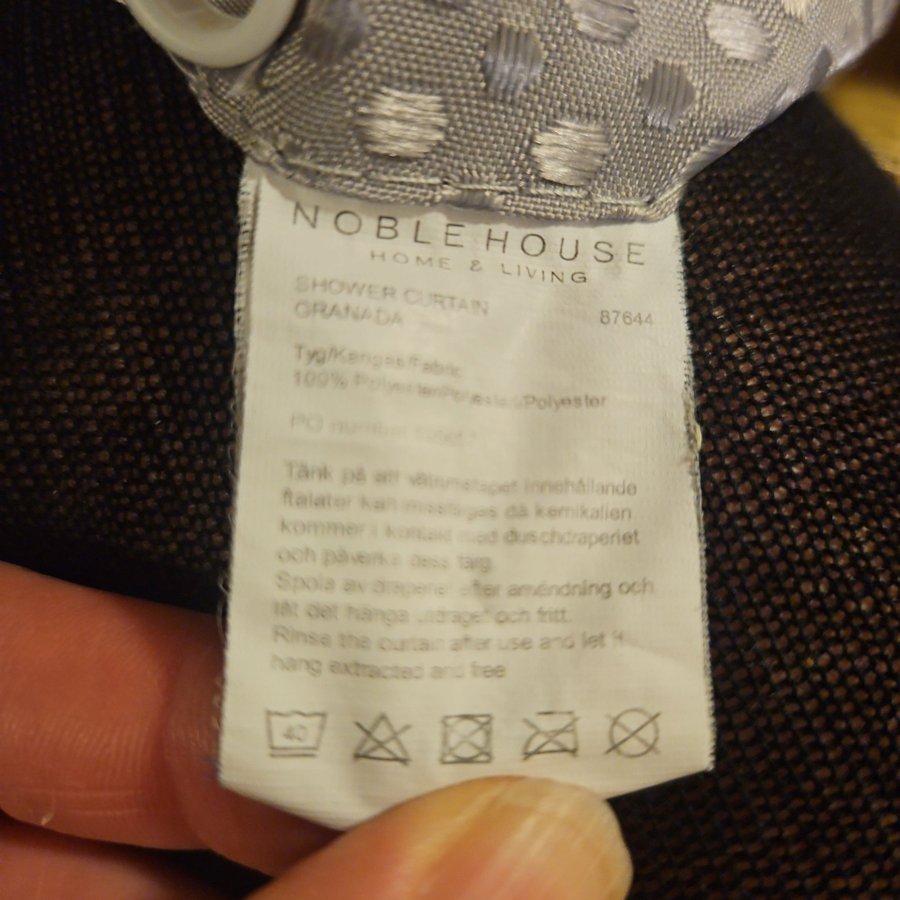 NOBLE HOUSE
HOME & LIVING
SHOWER CURTAIN
GRANADA 87644
Tyg/Kangas/Fabric
100% Polyester/Polyesteri/Polyester
PO number
Tänk på att våtrumstapet innehållande
ftalater kan missfärgas då kemikalien
kommer i kontakt med duschdraperiet
och påverka dess färg.
Spola av draperiet efter användning och
låt det hänga utdraget och fritt.
Rinse the curtain after use and let it
hang extracted and free
40